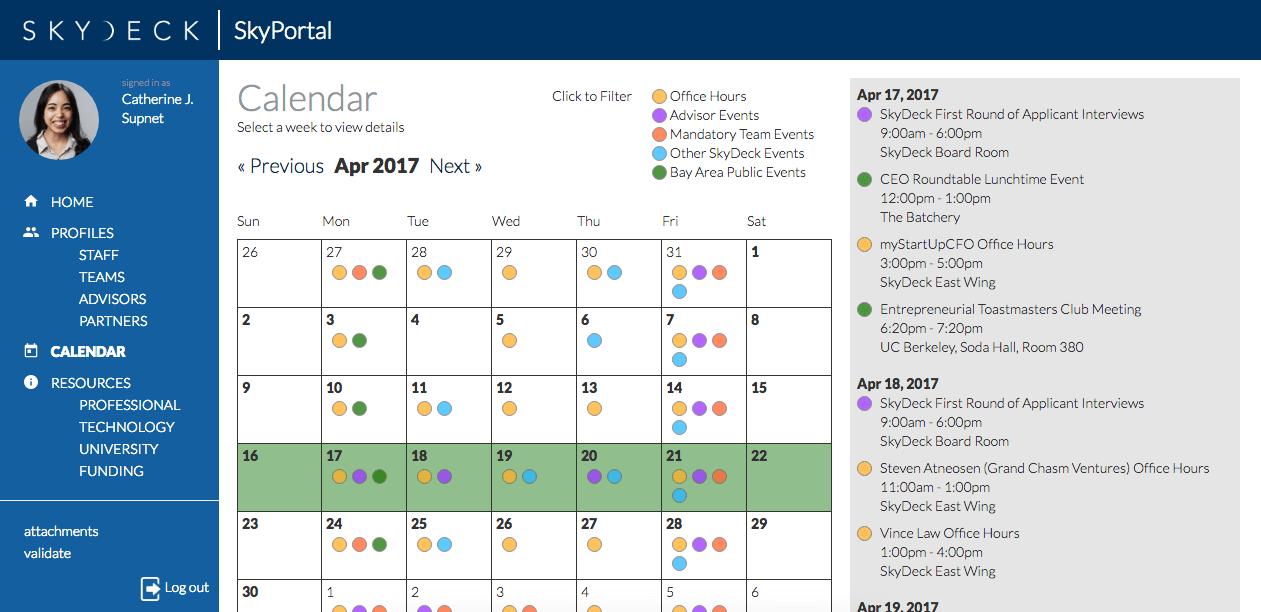 SKYDECK | SkyPortal
signed in as
Catherine J.
Supnet
HOME
PROFILES
STAFF
TEAMS
ADVISORS
PARTNERS
CALENDAR
RESOURCES
PROFESSIONAL
TECHNOLOGY
UNIVERSITY
FUNDING
attachments
validate
Log out
Calendar
Select a week to view details
« Previous Apr 2017 Next »
Click to Filter
Office Hours
Advisor Events
Mandatory Team Events
Other SkyDeck Events
Bay Area Public Events
Sun Mon Tue Wed Thu Fri Sat
26 27 28 29 30 31 1
2 3 4 5 6 7 8
9 10 11 12 13 14 15
16 17 18 19 20 21 22
23 24 25 26 27 28 29
30 1 2 3 4 5 6
Apr 17, 2017
SkyDeck First Round of Applicant Interviews
9:00am - 6:00pm
SkyDeck Board Room
CEO Roundtable Lunchtime Event
12:00pm - 1:00pm
The Batchery
myStartUpCFO Office Hours
3:00pm - 5:00pm
SkyDeck East Wing
Entrepreneurial Toastmasters Club Meeting
6:20pm - 7:20pm
UC Berkeley, Soda Hall, Room 380
Apr 18, 2017
SkyDeck First Round of Applicant Interviews
9:00am - 6:00pm
SkyDeck Board Room
Steven Atneosen (Grand Chasm Ventures) Office Hours
11:00am - 1:00pm
SkyDeck East Wing
Vince Law Office Hours
1:00pm - 4:00pm
SkyDeck East Wing
Apr 19, 2017